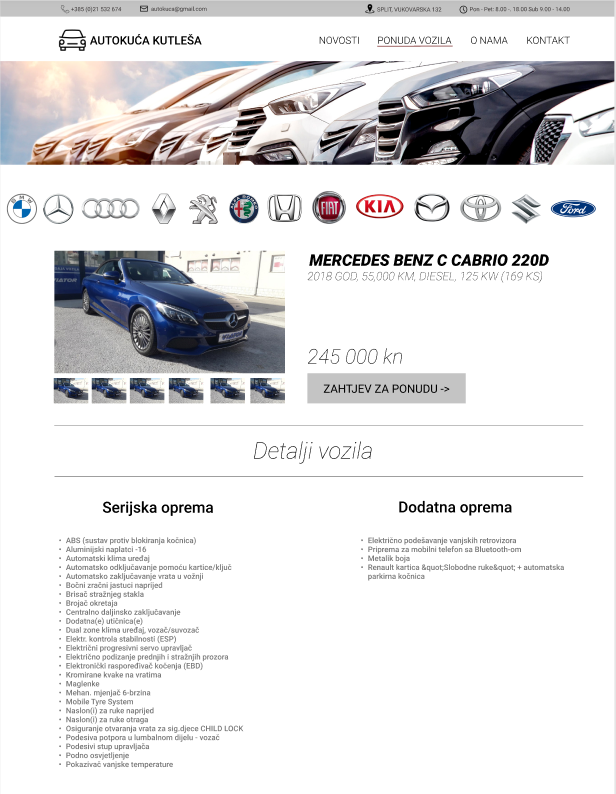 +385 (0)21 532 674
autokuca@gmail.com
SPLIT, VUKOVARSKA 132
Pon - Pet: 8.00 - . 18.00 Sub 9.00 - 14.00
AUTOKUĆA KUTLEŠA
NOVOSTI
PONUDA VOZILA
O NAMA
KONTAKT
BMW
ALFA ROMEO
FIAT
KIA
Ford
MERCEDES BENZ C CABRIO 220D
2018 GOD, 55,000 KM, DIESEL, 125 KW (169 KS)
245 000 kn
ZAHTJEV ZA PONUDU ->
Detalji vozila
Serijska oprema
• ABS (sustav protiv blokiranja kočnica)
• Aluminijski naplatci -16
• Automatski klima uređaj
• Automatsko odključavanje pomoću kartice/ključ
• Automatsko zaključavanje vrata u vožnji
• Bočni zračni jastuci naprijed
• Brisač stražnjeg stakla
• Brojač okretaja
• Centralno daljinsko zaključavanje
• Dodatna(e) utičnica(e)
• Dual zone klima uređaj, vozač/suvozač
• Elektr. kontrola stabilnosti (ESP)
• Električni progresivni servo upravljač
• Električno podizanje prednjih i stražnjih prozora
• Elektronički raspoređivač kočenja (EBD)
• Kromirane kvake na vratima
• Maglenke
• Mehan. mjenjač 6-brzina
• Mobile Tyre System
• Naslon(i) za ruke naprijed
• Naslon(i) za ruke otraga
• Osiguranje otvaranja vrata za sig.djece CHILD LOCK
• Podesiva potpora u lumbalnom dijelu - vozač
• Podesivi stup upravljača
• Podno osvjetljenje
• Pokazivač vanjske temperature
Dodatna oprema
• Električno podešavanje vanjskih retrovizora
• Priprema za mobilni telefon sa Bluetooth-om
• Metalik boja
• Renault kartica &quot;Slobodne ruke&quot; + automatska
parkirna kočnica